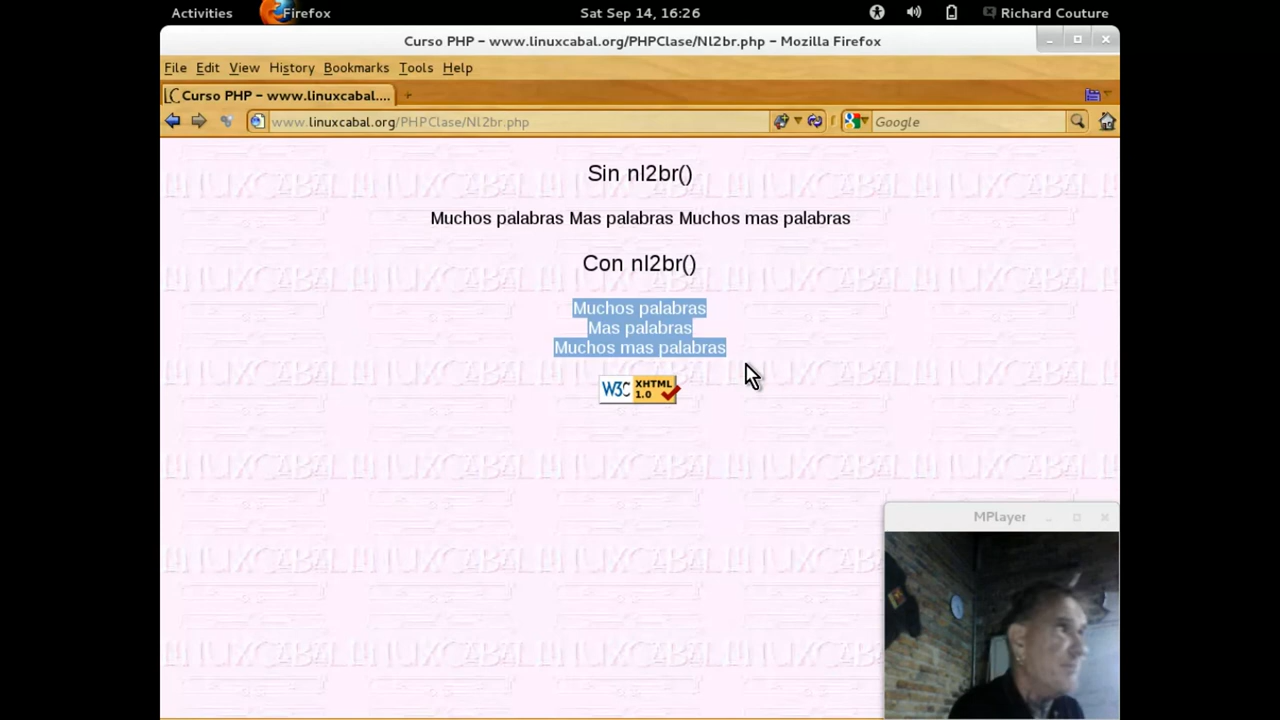 Activities Firefox Sat Sep 14, 16:26 Richard Couture
Curso PHP - www.linuxcabal.org/PHPClase/Nl2br.php - Mozilla Firefox
File Edit View History Bookmarks Tools Help
Curso PHP - www.linuxcabal....
www.linuxcabal.org/PHPClase/Nl2br.php Google
Sin nl2br()
Muchos palabras Mas palabras Muchos mas palabras
Con nl2br()
Muchos palabras
Mas palabras
Muchos mas palabras
W3C XHTML
1.0
MPlayer
LINUXCABAL